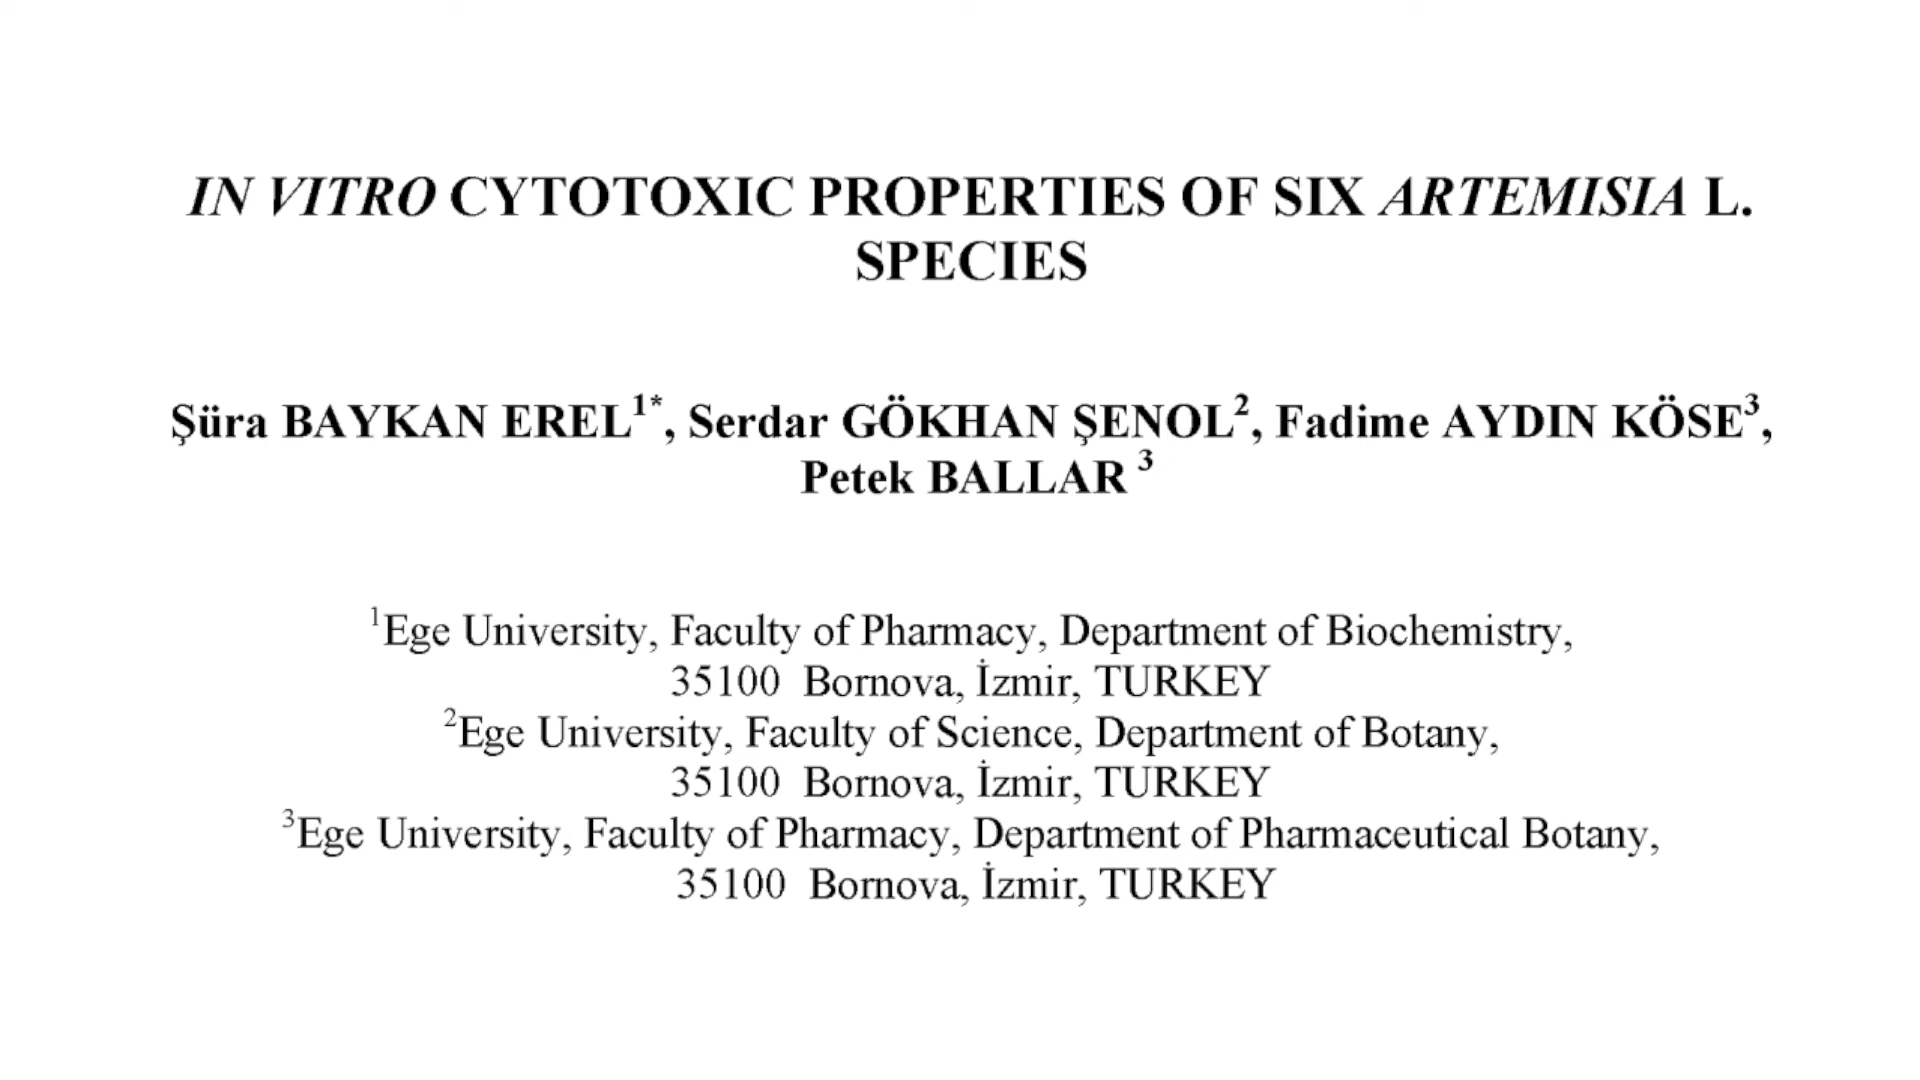 IN VITRO CYTOTOXIC PROPERTIES OF SIX ARTEMISIA L.
SPECIES
Şüra BAYKAN EREL1*, Serdar GÖKHAN ŞENOL2, Fadime AYDIN KÖSE3,
Petek BALLAR 3
1Ege University, Faculty of Pharmacy, Department of Biochemistry,
35100 Bornova, İzmir, TURKEY
2Ege University, Faculty of Science, Department of Botany,
35100 Bornova, İzmir, TURKEY
3Ege University, Faculty of Pharmacy, Department of Pharmaceutical Botany,
35100 Bornova, İzmir, TURKEY